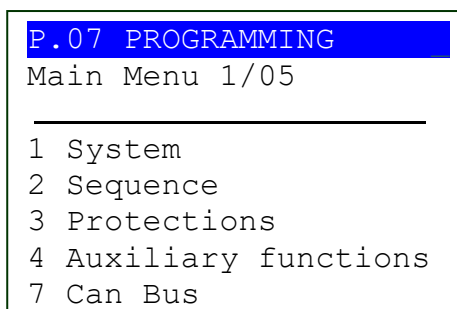 P.07 PROGRAMMING _
Main Menu 1/05
1 System
2 Sequence
3 Protections
4 Auxiliary functions
7 Can Bus